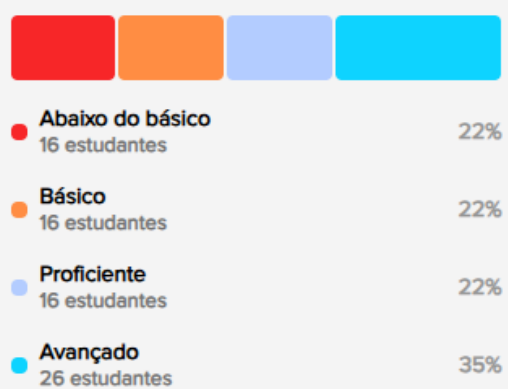 Abaixo do básico
16 estudantes
22%
Básico
16 estudantes
22%
Proficiente
16 estudantes
22%
Avançado
26 estudantes
35%